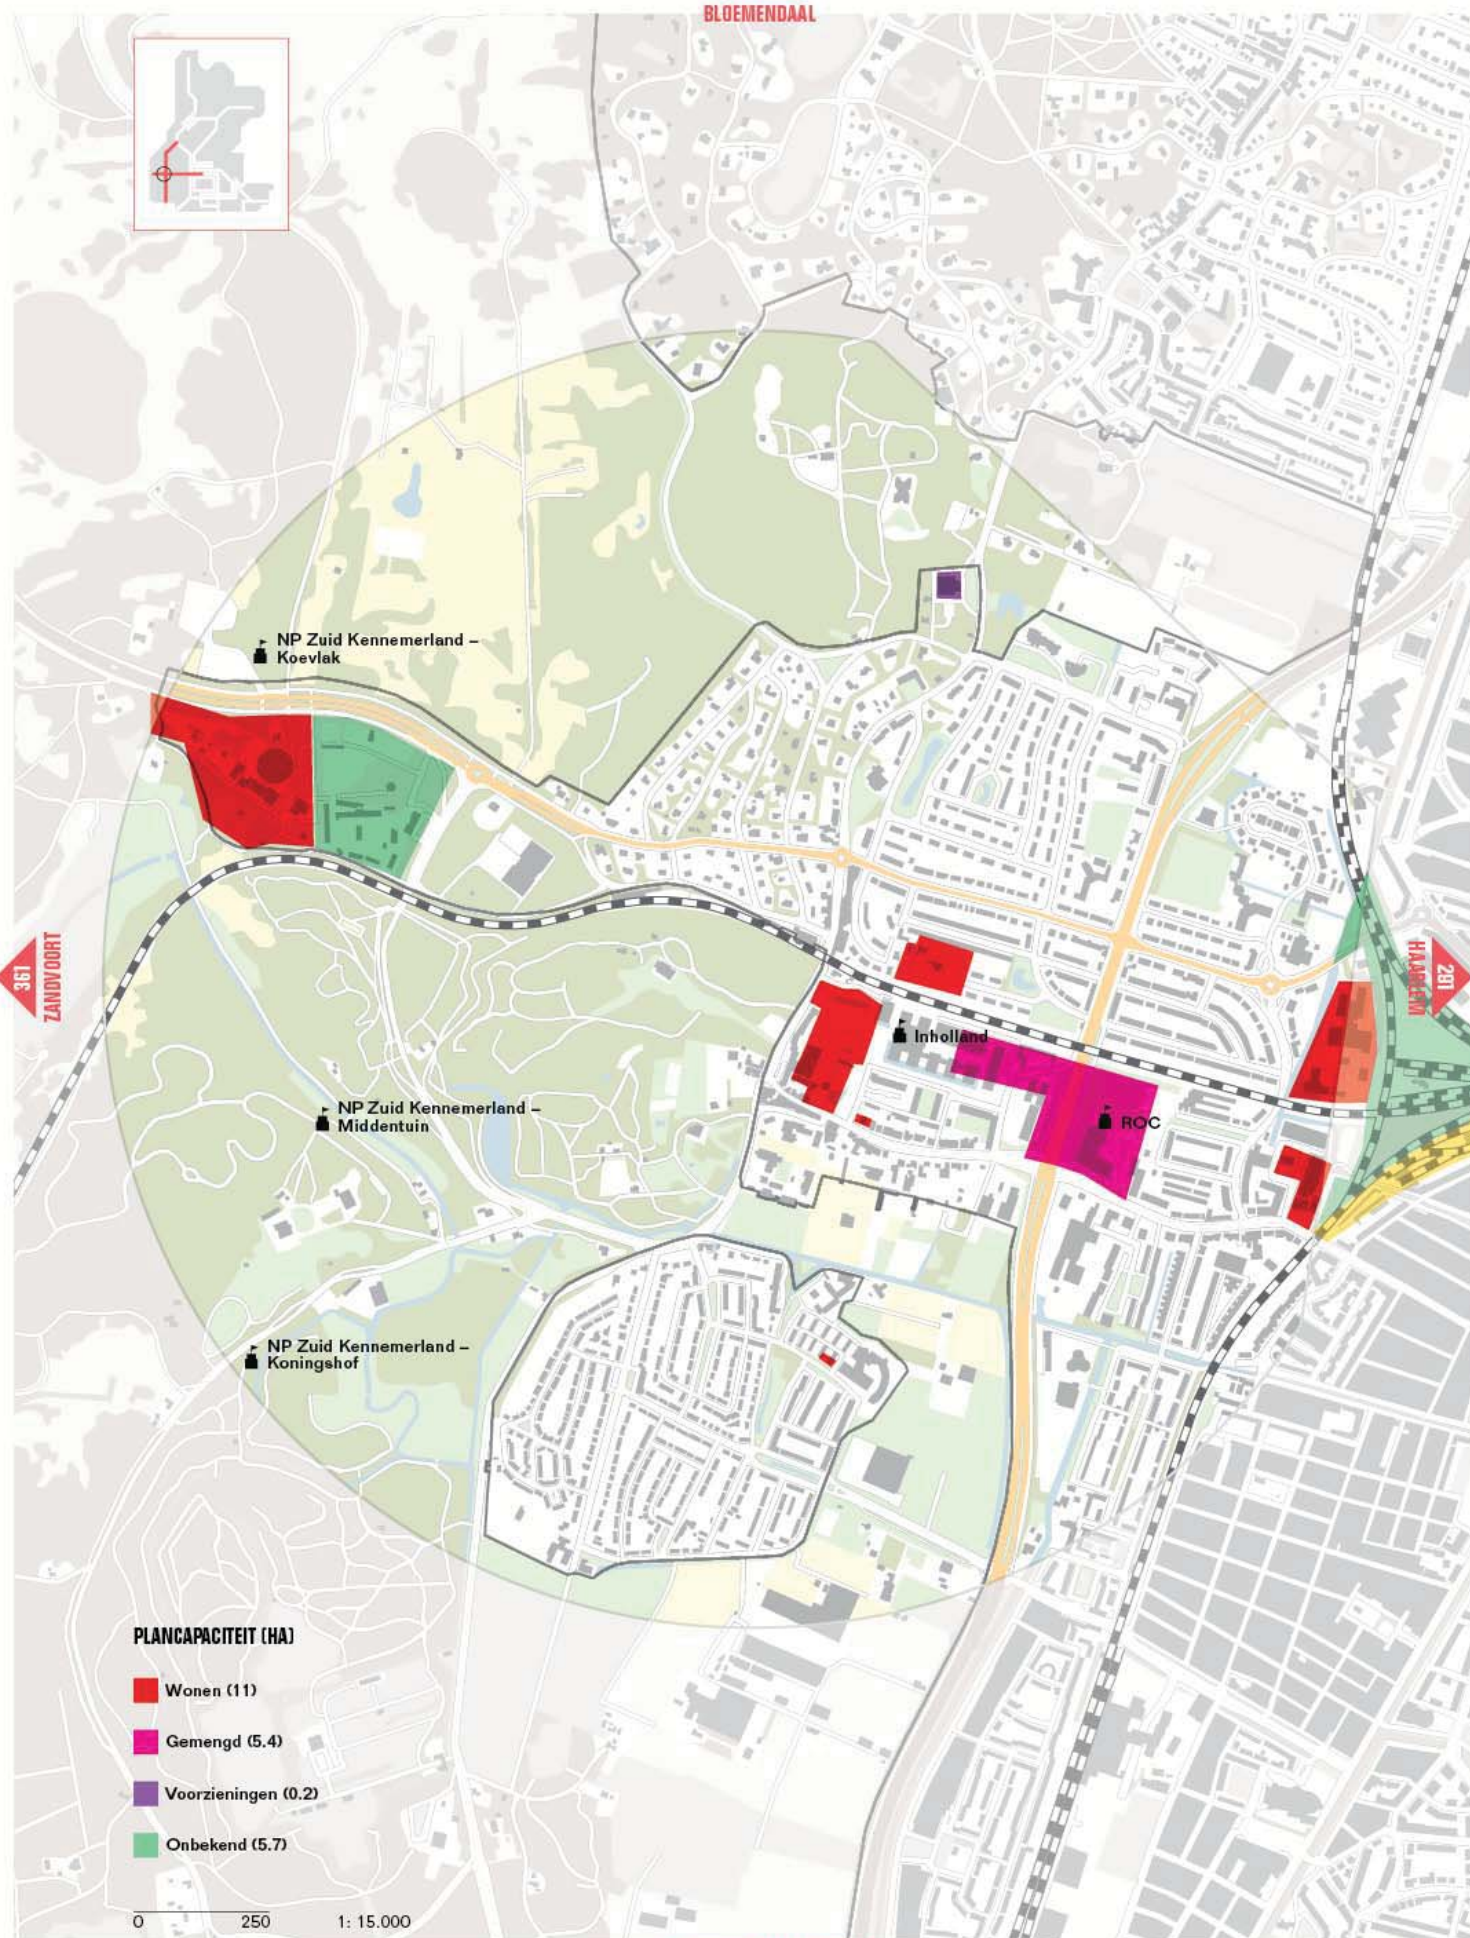 BLOEMENDAAL
NP Zuid Kennemerland –
Koevlak
361
ZANDVOORT
HAARLEM
291
Inholland
NP Zuid Kennemerland –
Middentuin
ROC
NP Zuid Kennemerland –
Koningshof
PLANCAPACITEIT (HA)
Wonen (11)
Gemengd (5.4)
Voorzieningen (0.2)
Onbekend (5.7)
0 250 1: 15.000